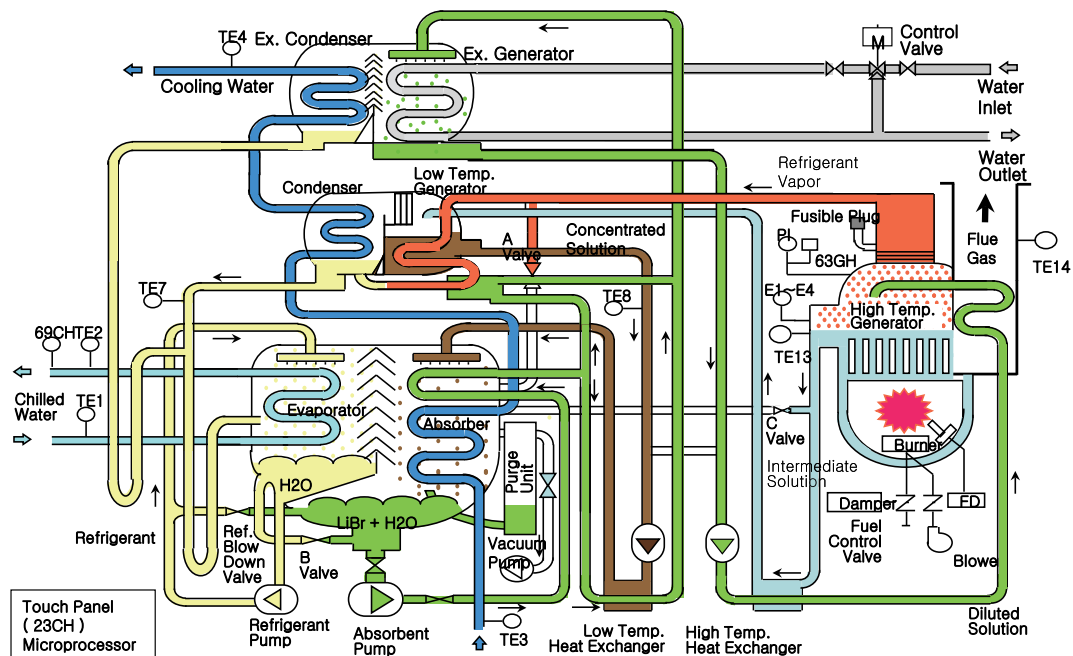 TE4
Ex. Condenser
Ex. Generator
M
Control
Valve
Cooling Water
Water
Inlet
Water
Outlet
Condenser
Low Temp.
Generator
Refrigerant
Vapor
Fusible Plug
Flue
Gas
Concentrated
Solution
A
Valve
PI
63GH
TE14
TE7
TE8
E1~E4
High Temp.
Generator
69CHTE2
TE13
Chilled
Water
TE1
Evaporator
Absorber
C
Valve
Burner
Purge
Unit
Intermediate
Solution
H2O
LiBr + H2O
Damper
FD
Fuel
Control
Valve
Blowe
Refrigerant
Ref.
Blow
Down
Valve
B
Valve
Vacuum
Pump
Touch Panel
( 23CH )
Microprocessor
Refrigerant
Pump
Absorbent
Pump
TE3
Low Temp.
Heat Exchanger
High Temp.
Heat Exchanger
Diluted
Solution